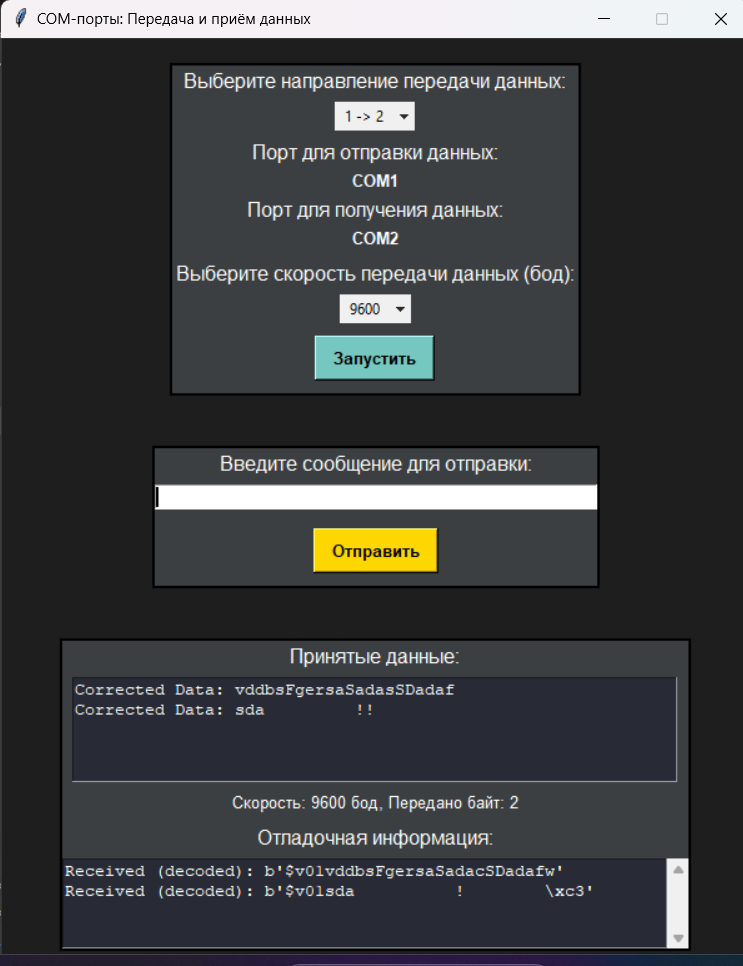 COM-порты: Передача и приём данных
Выберите направление передачи данных:
1 -> 2
Порт для отправки данных:
COM1
Порт для получения данных:
COM2
Выберите скорость передачи данных (бод):
9600
Запустить
Введите сообщение для отправки:
Отправить
Принятые данные:
Corrected Data: vddbsFgersaSadasSDadaf
Corrected Data: sda         !!
Скорость: 9600 бод, Передано байт: 2
Отладочная информация:
Received (decoded): b'$v01vddbsFgersaSadacSDadafw'
Received (decoded): b'$v01sda          !        \xc3'